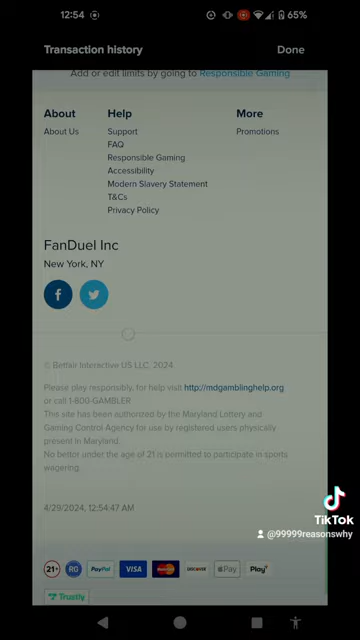 12:54
65%
Transaction history
Done
Add or edit limits by going to Responsible Gaming
About
Help
More
About Us
Support
Promotions
FAQ
Responsible Gaming
Accessibility
Modern Slavery Statement
T&Cs
Privacy Policy
FanDuel Inc
New York, NY
© Betfair Interactive US LLC, 2024
Please play responsibly, for help visit http://mdgamblinghelp.org
or call 1-800-GAMBLER
This site has been authorized by the Maryland Lottery and
Gaming Control Agency for use by registered users physically
present in Maryland.
No bettor under the age of 21 is permitted to participate in sports
wagering.
4/29/2024, 12:54:47 AM
TikTok
@99999reasonswhy
21+
RG
PayPal
VISA
MasterCard
DISCOVER
Pay
Play+
Trustly